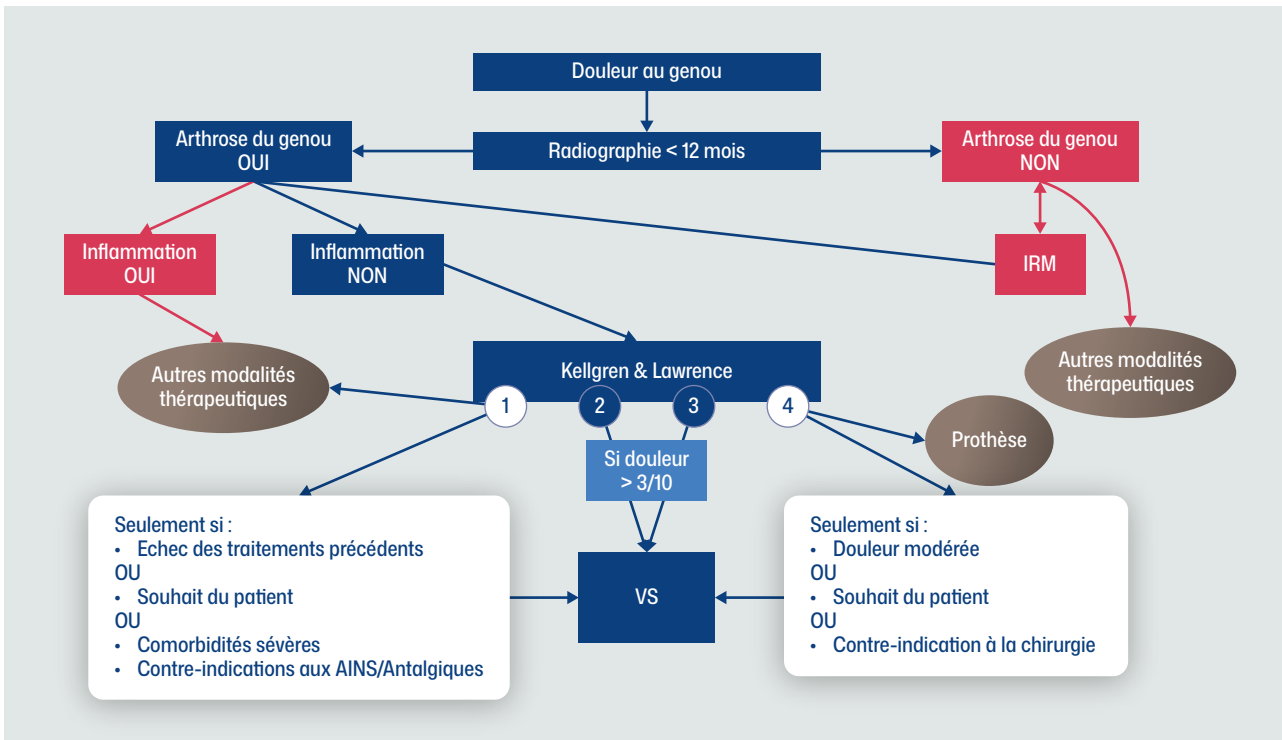 Douleur au genou
Arthrose du genou
OUI
Radiographie < 12 mois
Arthrose du genou
NON
Inflammation
OUI
Inflammation
NON
IRM
Autres modalités
thérapeutiques
Kellgren & Lawrence
Autres modalités
thérapeutiques
1
2
3
4
Prothèse
Si douleur
> 3/10
Seulement si :
• Echec des traitements précédents
OU
• Souhait du patient
OU
• Comorbidités sévères
• Contre-indications aux AINS/Antalgiques
VS
Seulement si :
• Douleur modérée
OU
• Souhait du patient
OU
• Contre-indication à la chirurgie